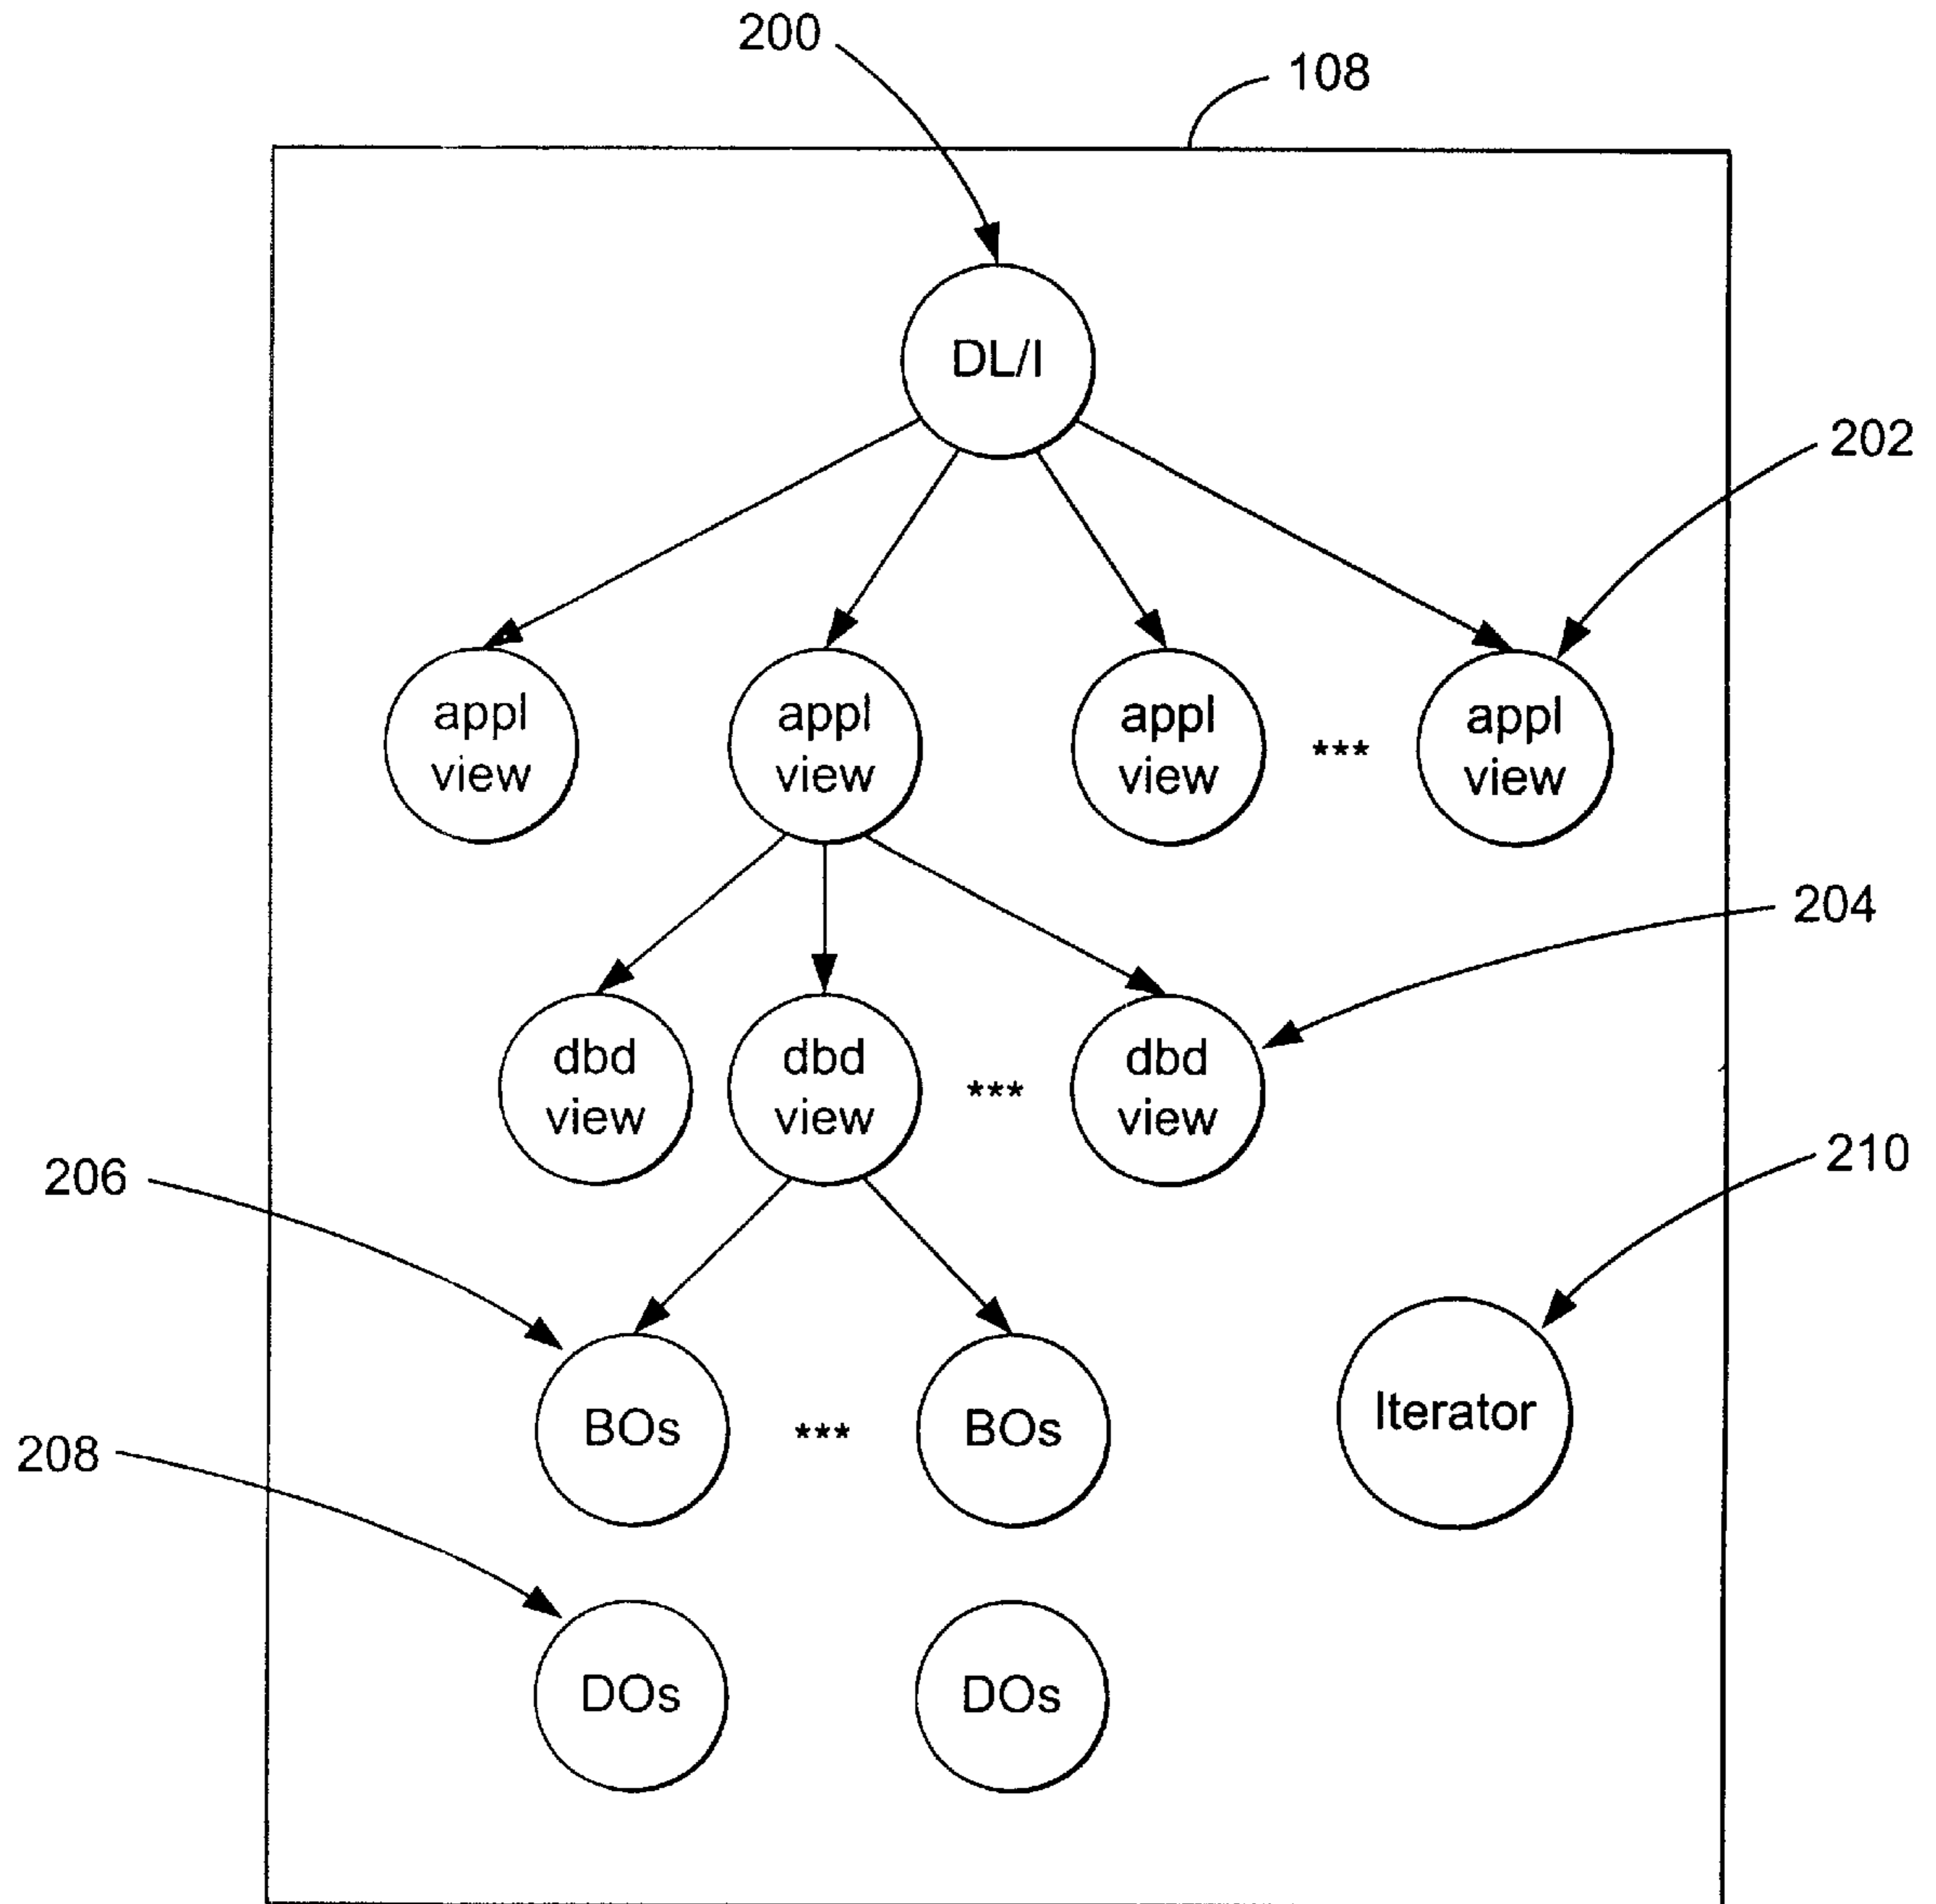 200
108
DL/I
202
appl
view
appl
view
appl
view
***
appl
view
204
dbd
view
dbd
view
***
dbd
view
206
210
BOs
***
BOs
Iterator
208
DOs
DOs